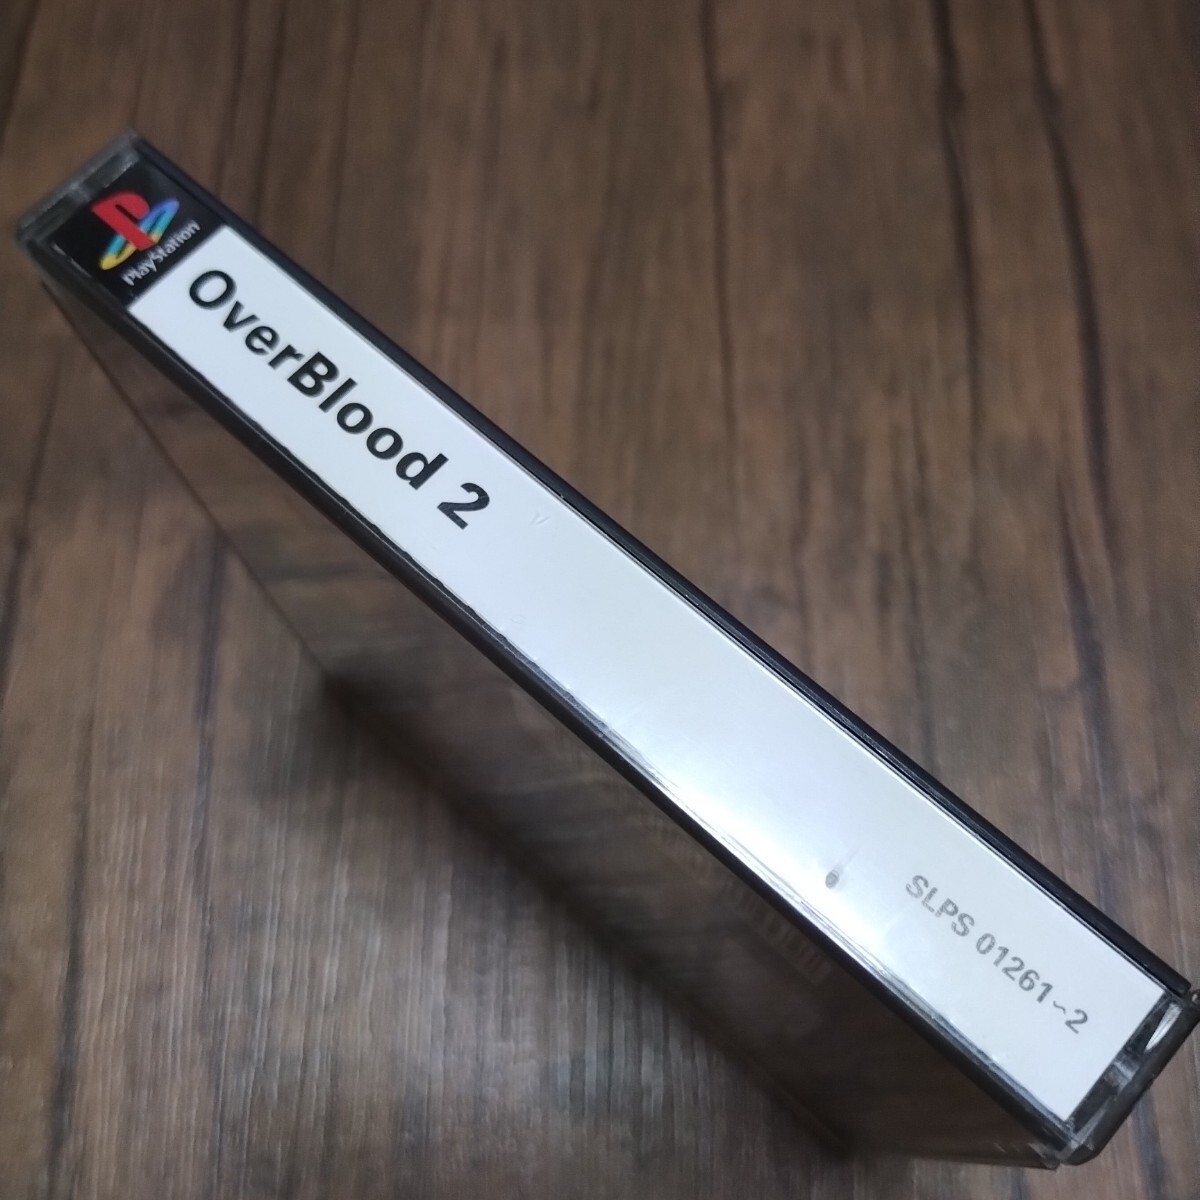 PlayStation
OverBlood 2
SLPS 01261~2